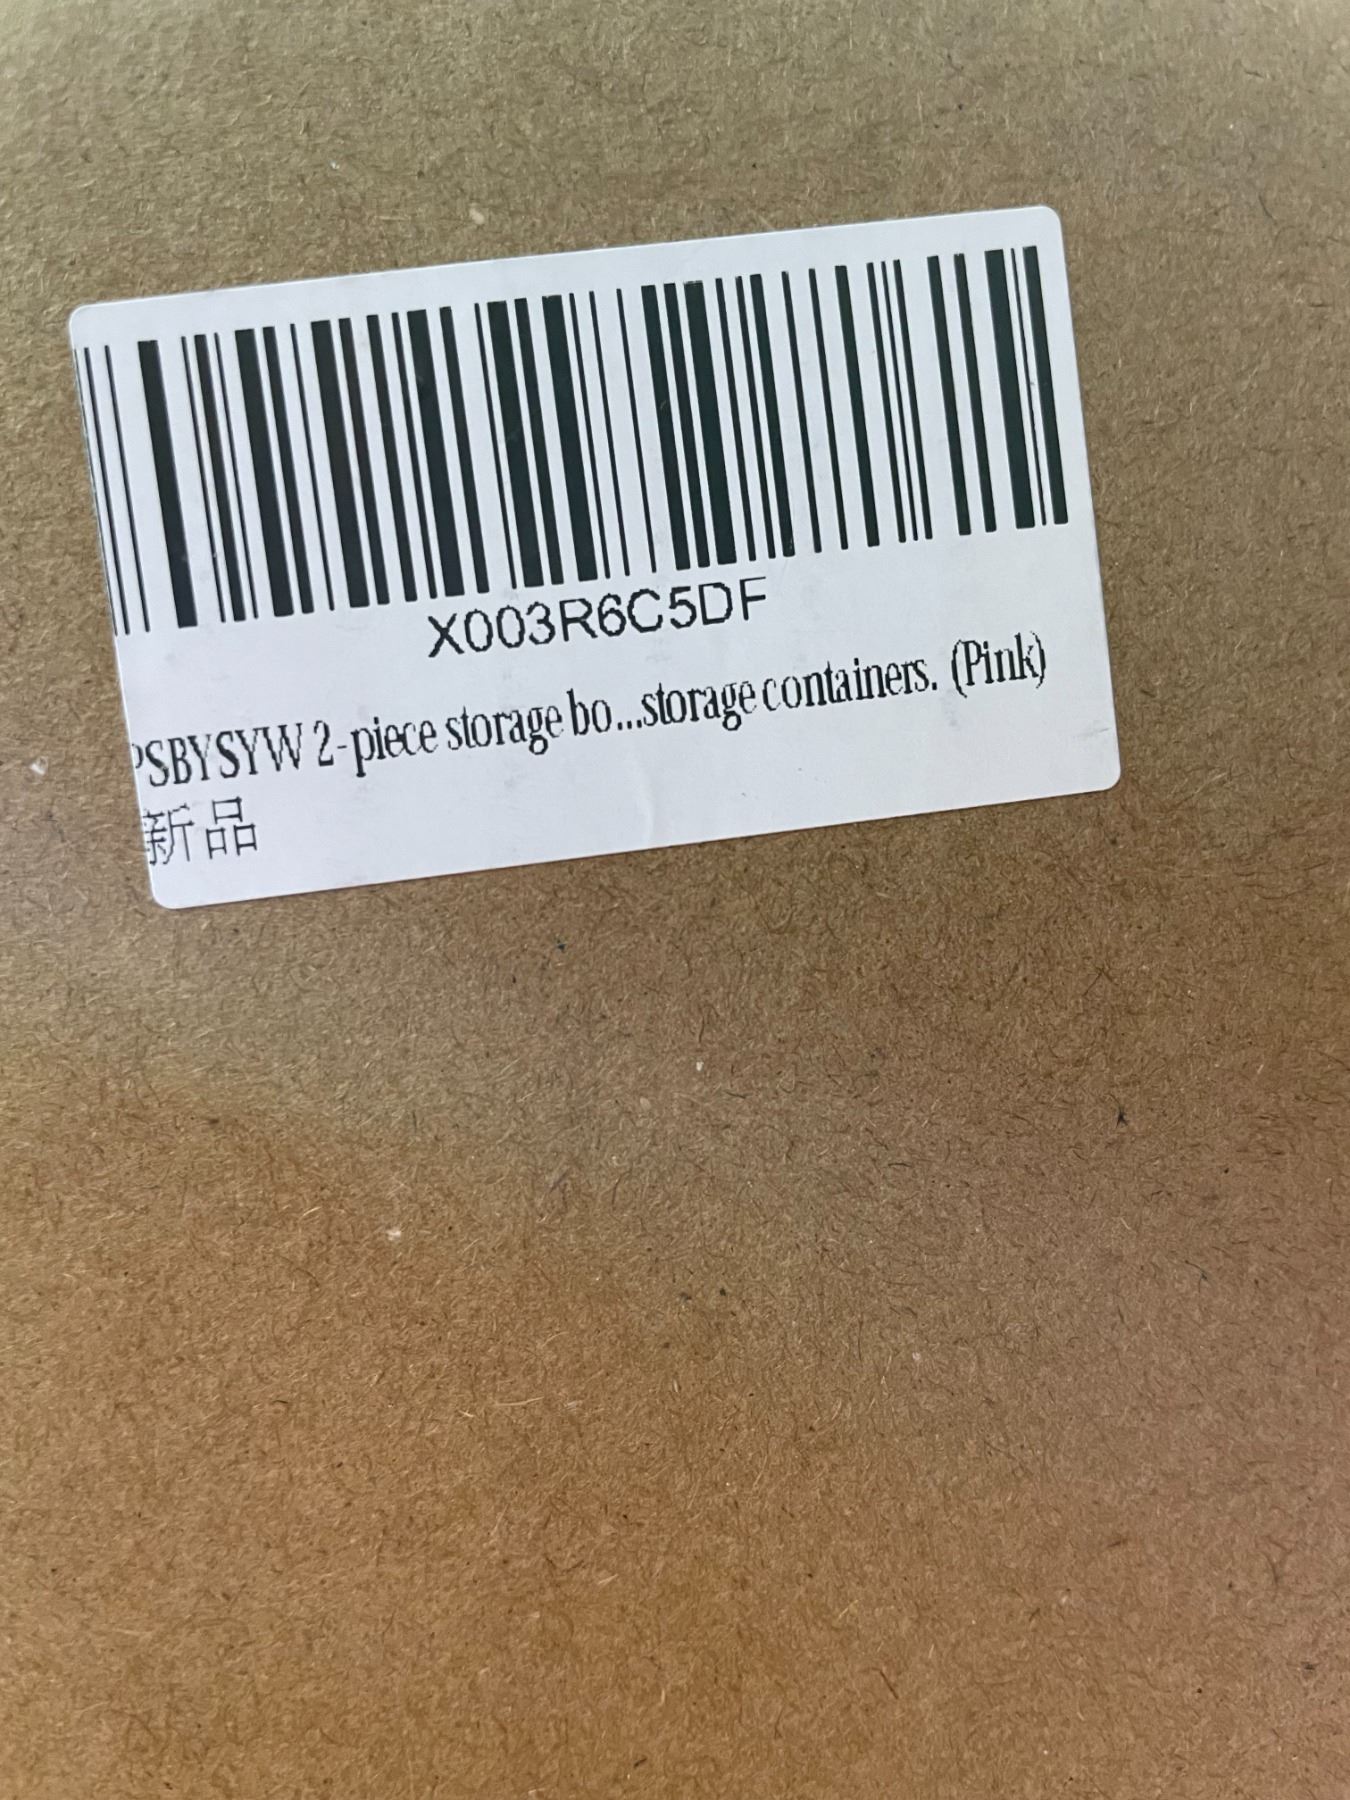 X003R6C5DF
PSBYSYW 2-piece storage bo...storage containers. (Pink)
新品